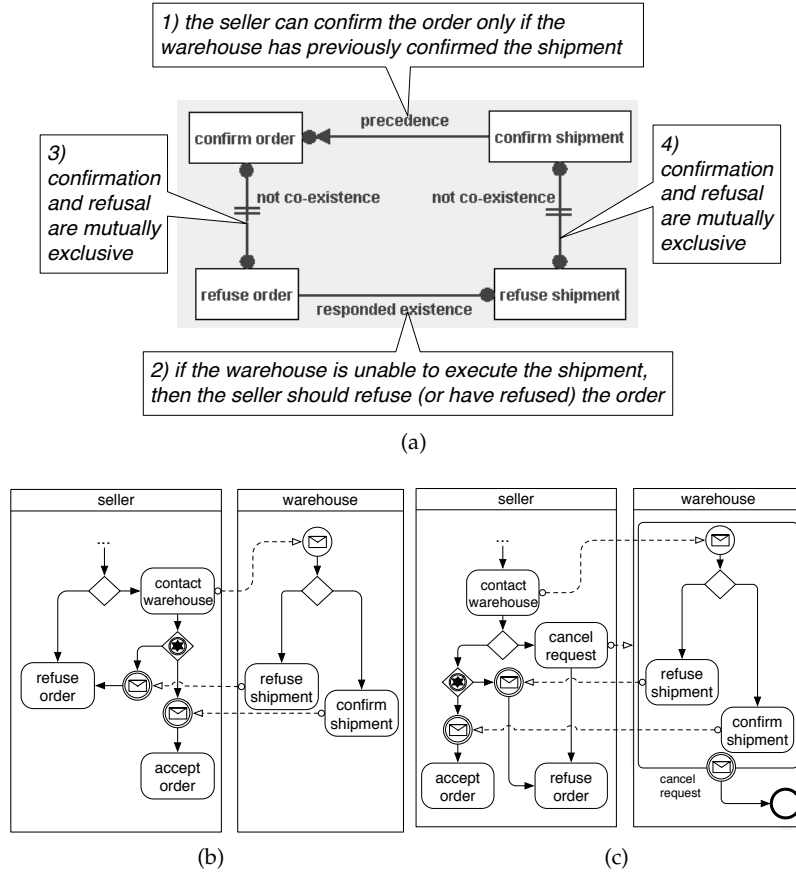 1) the seller can confirm the order only if the
warehouse has previously confirmed the shipment
precedence
confirm order
confirm shipment
3)
confirmation
and refusal
are mutually
exclusive
not co-existence
not co-existence
4)
confirmation
and refusal
are mutually
exclusive
refuse order
refuse shipment
responded existence
2) if the warehouse is unable to execute the shipment,
then the seller should refuse (or have refused) the order
(a)
seller
warehouse
...
contact
warehouse
refuse
order
refuse
shipment
confirm
shipment
accept
order
(b)
seller
warehouse
...
contact
warehouse
cancel
request
refuse
shipment
confirm
shipment
accept
order
refuse
order
cancel
request
(c)